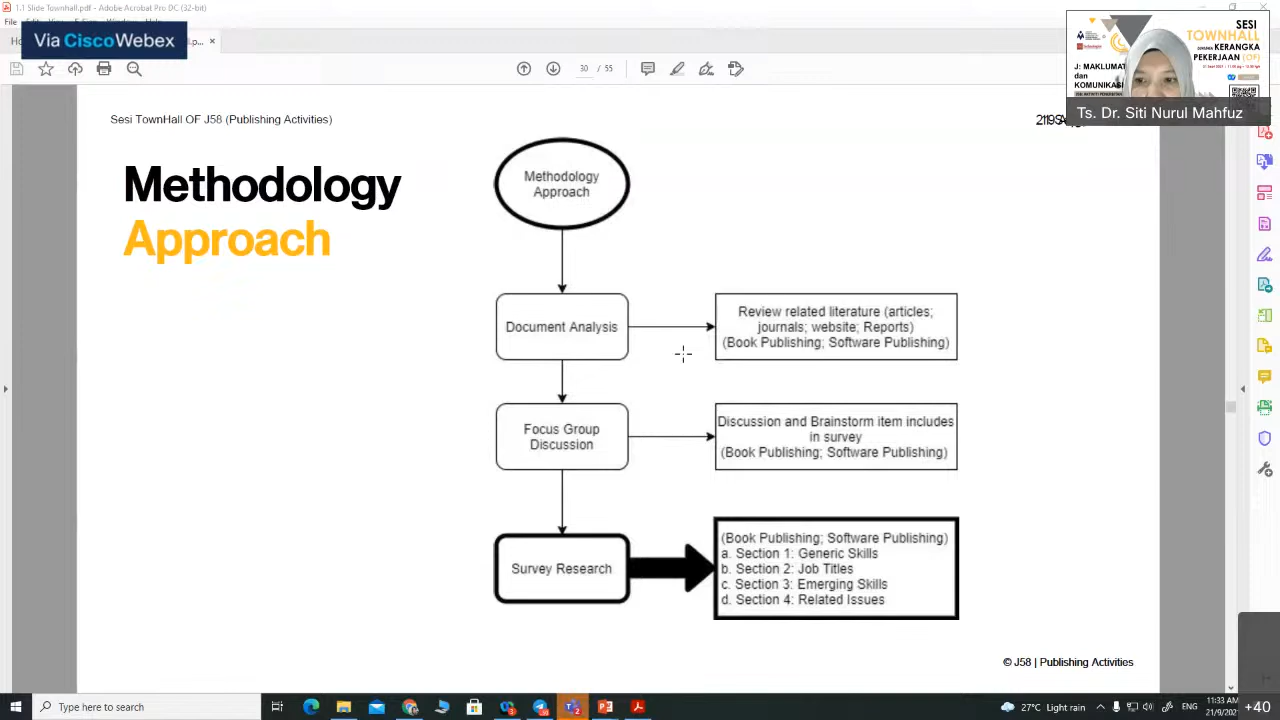 1.1 Slide Townhall.pdf - Adobe Acrobat Pro DC (32-bit)
File
Via CiscoWebex
30 / 55
SESI
TOWNHALL
KERANGKA
PEKERJAAN (OF)
J: MAKLUMAT
dan
KOMUNIKASI
Ts. Dr. Siti Nurul Mahfuz
Sesi TownHall OF J58 (Publishing Activities)
Methodology
Approach
Methodology
Approach
Document Analysis
Review related literature (articles;
journals; website; Reports)
(Book Publishing; Software Publishing)
Focus Group
Discussion
Discussion and Brainstorm item includes
in survey
(Book Publishing; Software Publishing)
Survey Research
(Book Publishing; Software Publishing)
a. Section 1: Generic Skills
b. Section 2: Job Titles
c. Section 3: Emerging Skills
d. Section 4: Related Issues
© J58 | Publishing Activities
Type here to search
27°C Light rain
ENG
11:33 AM
+40